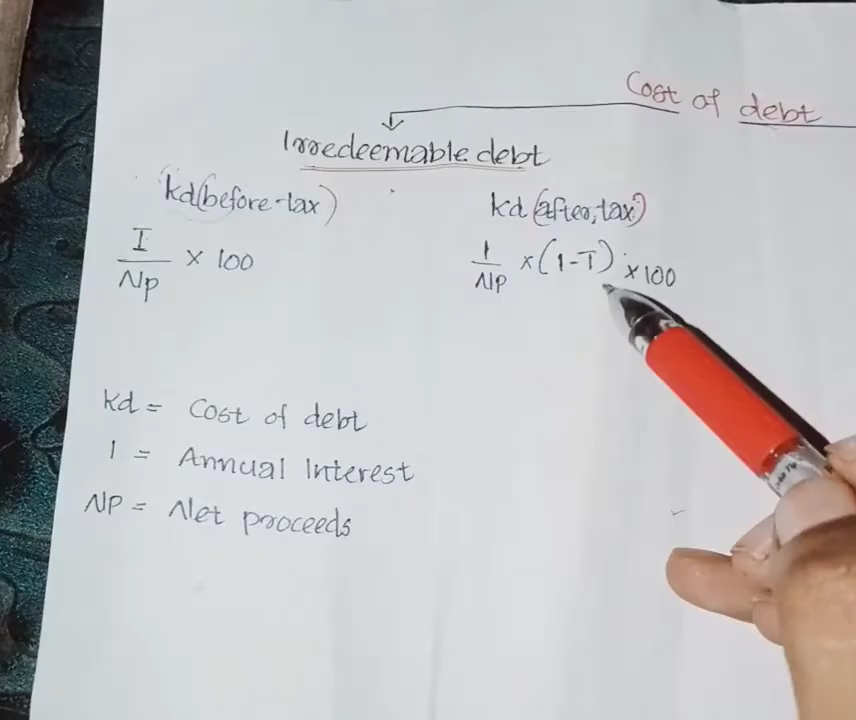 Cost of debt
Irredeemable debt
kd(before-tax) kd (after,tax)
I/Np × 100 1/Np × (1-T) × 100
kd = Cost of debt
I = Annual Interest
NP = Net proceeds